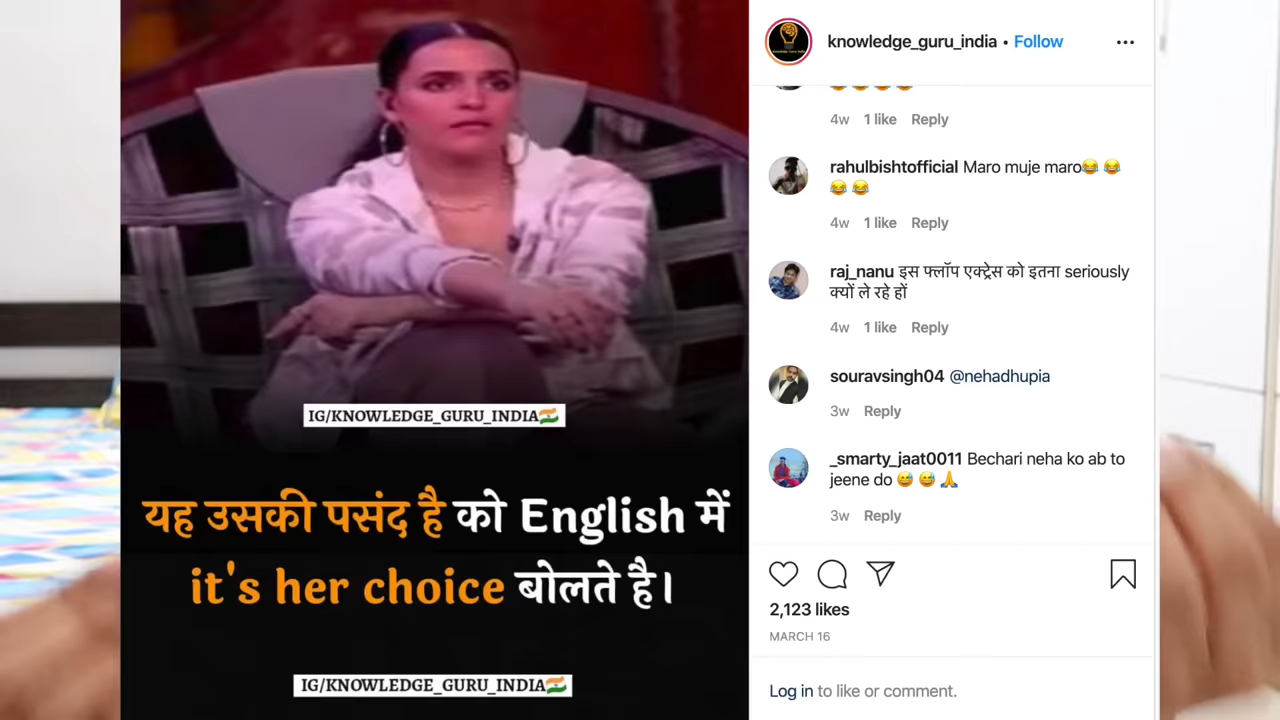 IG/KNOWLEDGE_GURU_INDIA
यह उसकी पसंद है को English में
it's her choice बोलते है।
IG/KNOWLEDGE_GURU_INDIA
knowledge_guru_india • Follow
4w 1 like Reply
rahulbishtofficial Maro muje maro😂 😂
😂 😂
4w 1 like Reply
raj_nanu इस फ्लॉप एक्ट्रेस को इतना seriously
क्यों ले रहे हों
4w 1 like Reply
souravsingh04 @nehadhupia
3w Reply
_smarty_jaat0011 Bechari neha ko ab to
jeene do 😅 😅 🙏
3w Reply
2,123 likes
MARCH 16
Log in to like or comment.